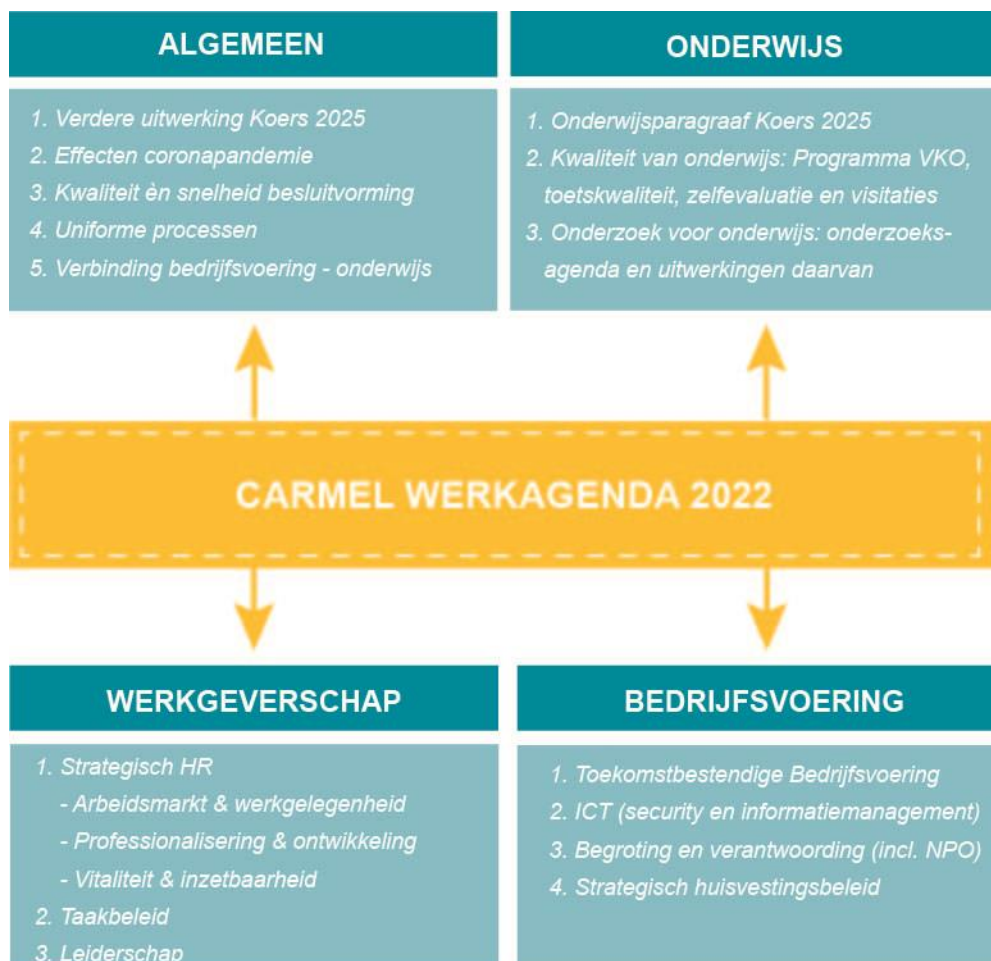 ALGEMEEN
1. Verdere uitwerking Koers 2025
2. Effecten coronapandemie
3. Kwaliteit èn snelheid besluitvorming
4. Uniforme processen
5. Verbinding bedrijfsvoering - onderwijs
ONDERWIJS
1. Onderwijsparagraaf Koers 2025
2. Kwaliteit van onderwijs: Programma VKO,
toetskwaliteit, zelfevaluatie en visitaties
3. Onderzoek voor onderwijs: onderzoeks-
agenda en uitwerkingen daarvan
CARMEL WERKAGENDA 2022
WERKGEVERSCHAP
1. Strategisch HR
- Arbeidsmarkt & werkgelegenheid
- Professionalisering & ontwikkeling
- Vitaliteit & inzetbaarheid
2. Taakbeleid
3. Leiderschap
BEDRIJFSVOERING
1. Toekomstbestendige Bedrijfsvoering
2. ICT (security en informatiemanagement)
3. Begroting en verantwoording (incl. NPO)
4. Strategisch huisvestingsbeleid